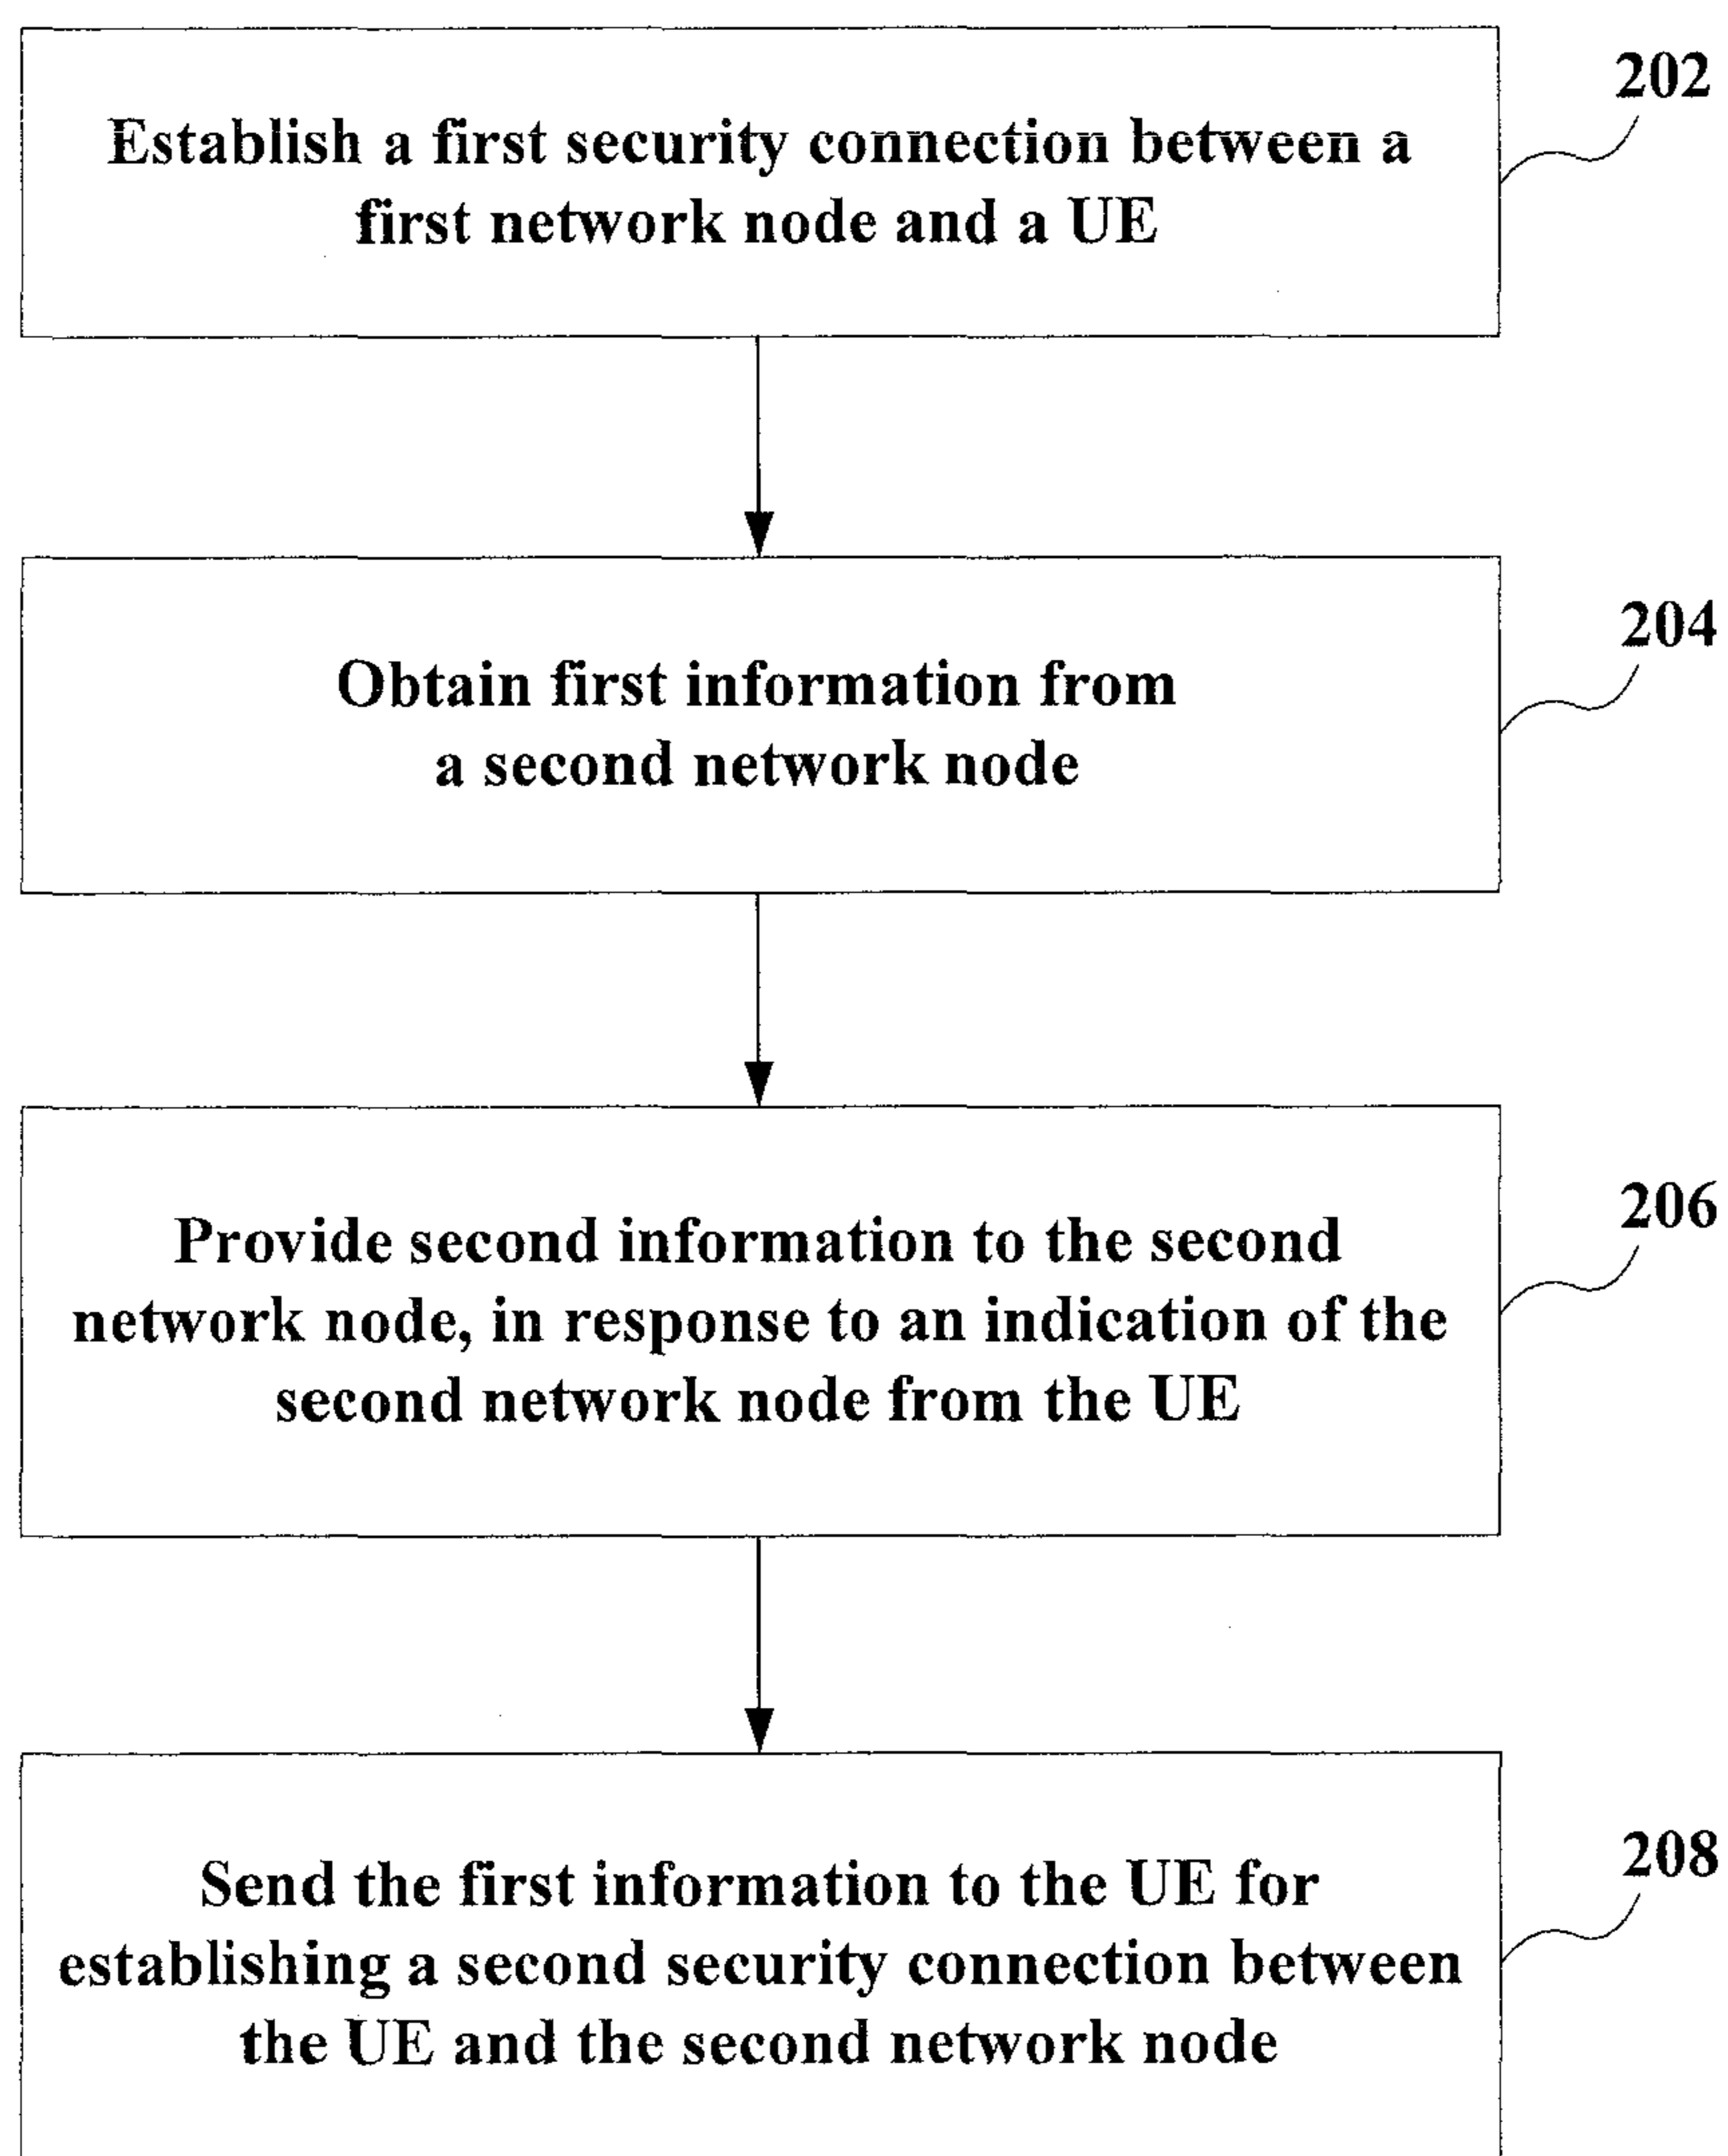 202
Establish a first security connection between a
first network node and a UE
204
Obtain first information from
a second network node
206
Provide second information to the second
network node, in response to an indication of the
second network node from the UE
208
Send the first information to the UE for
establishing a second security connection between
the UE and the second network node